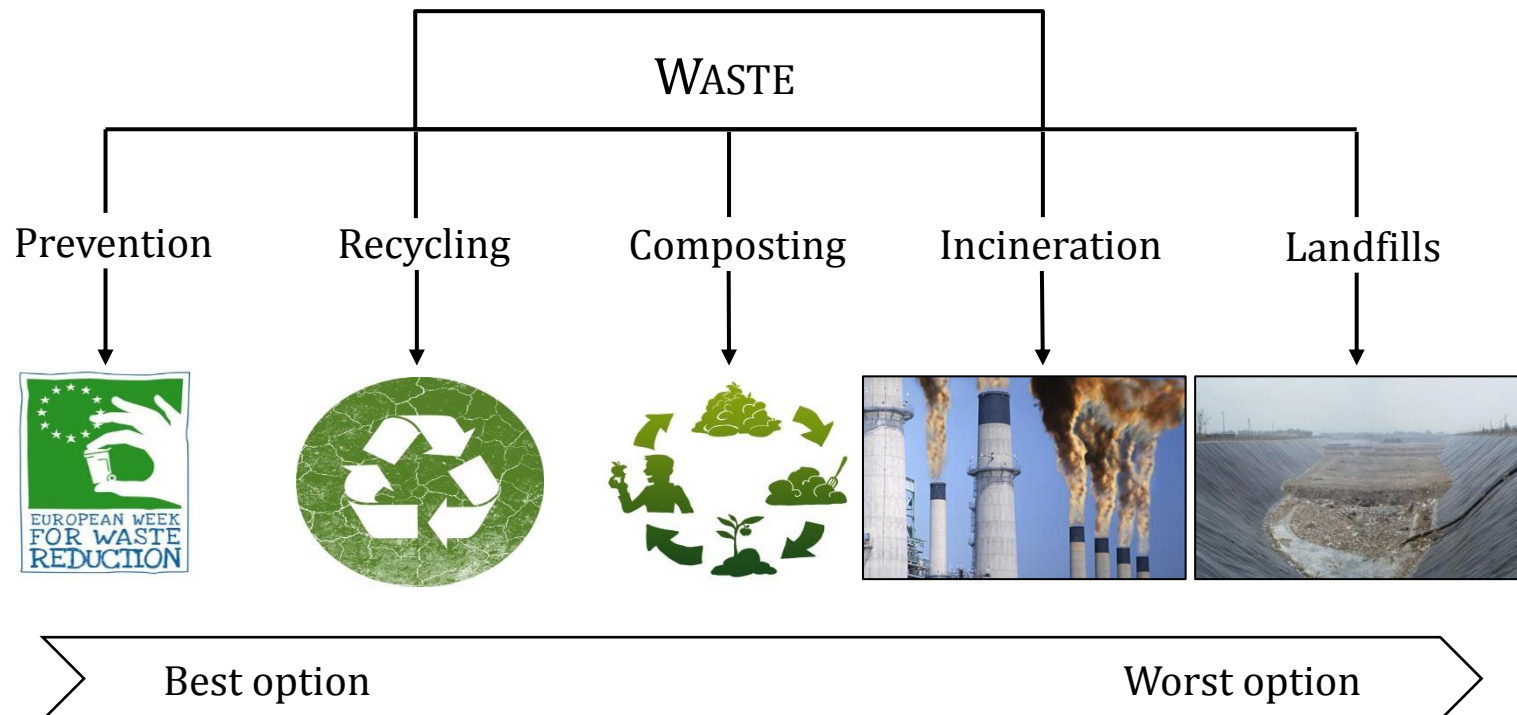 WASTE
Prevention
Recycling
Composting
Incineration
Landfills
EUROPEAN WEEK
FOR WASTE
REDUCTION
Best option
Worst option